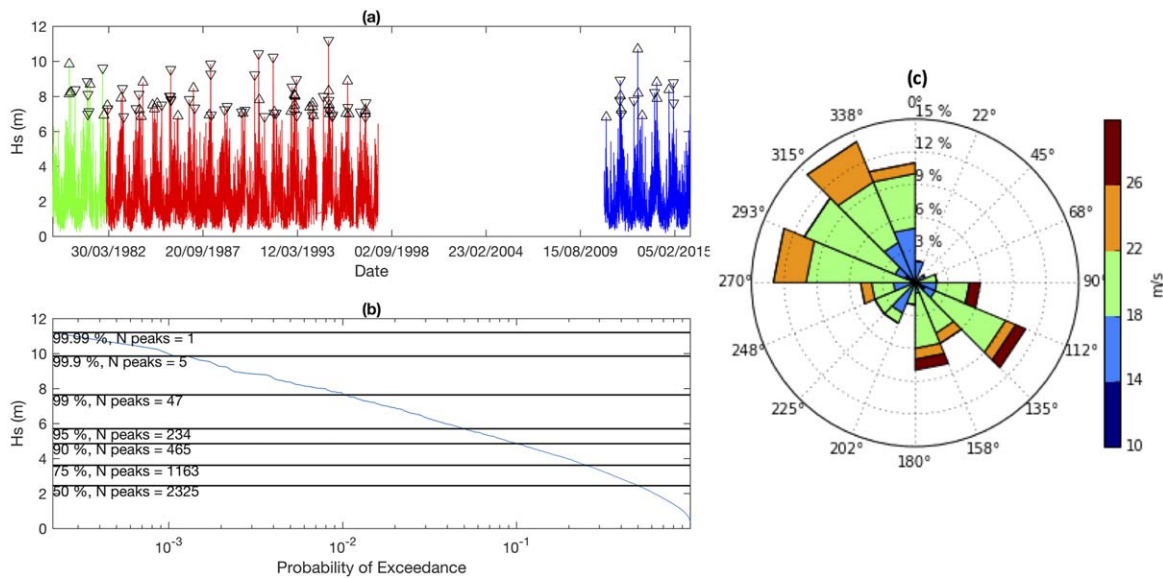 (a)
12
10
8
6
4
2
0
Hs (m)
30/03/1982 20/09/1987 12/03/1993 02/09/1998 23/02/2004 15/08/2009 05/02/2015
Date
(b)
12
10
8
6
4
2
0
Hs (m)
99.99 %, N peaks = 1
99.9 %, N peaks = 5
99 %, N peaks = 47
95 %, N peaks = 234
90 %, N peaks = 465
75 %, N peaks = 1163
50 %, N peaks = 2325
10⁻³ 10⁻² 10⁻¹
Probability of Exceedance
(c)
0°
22°
45°
68°
90°
112°
135°
158°
180°
202°
225°
248°
270°
293°
315°
338°
15 %
12 %
9 %
6 %
3 %
26
22
18
14
10
m/s